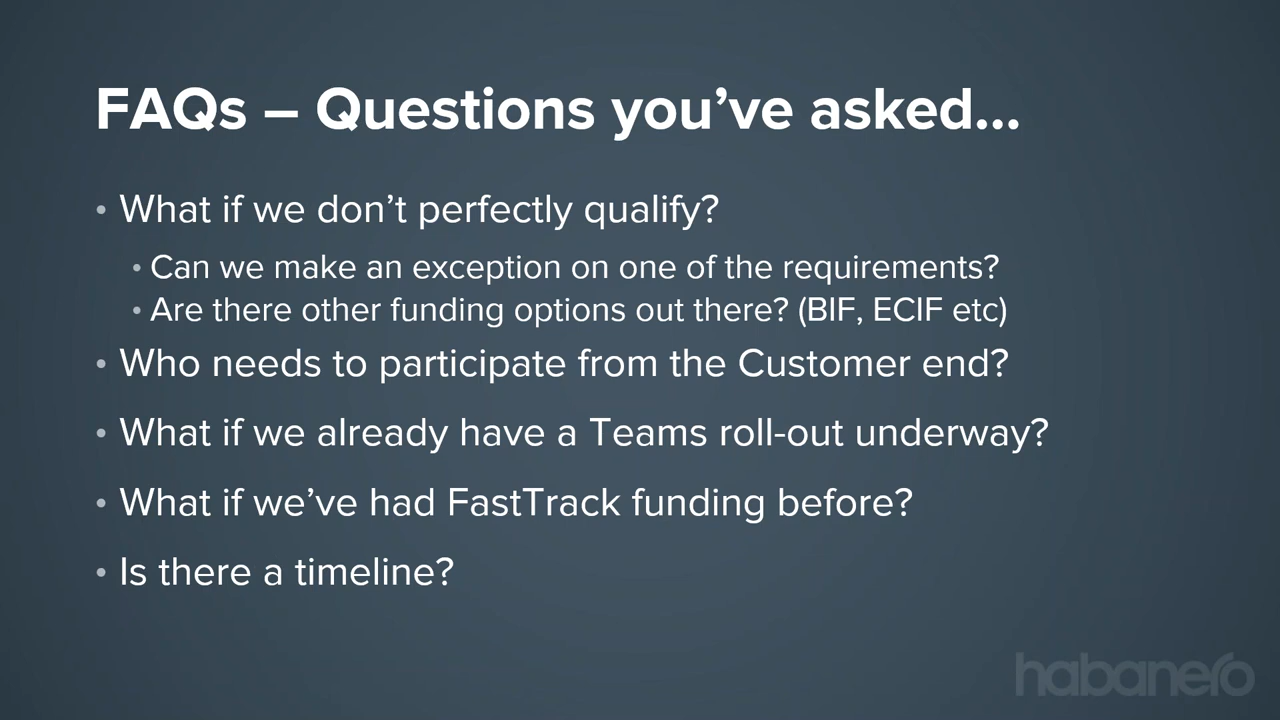 FAQs – Questions you’ve asked...
• What if we don’t perfectly qualify?
• Can we make an exception on one of the requirements?
• Are there other funding options out there? (BIF, ECIF etc)
• Who needs to participate from the Customer end?
• What if we already have a Teams roll-out underway?
• What if we’ve had FastTrack funding before?
• Is there a timeline?
habanero